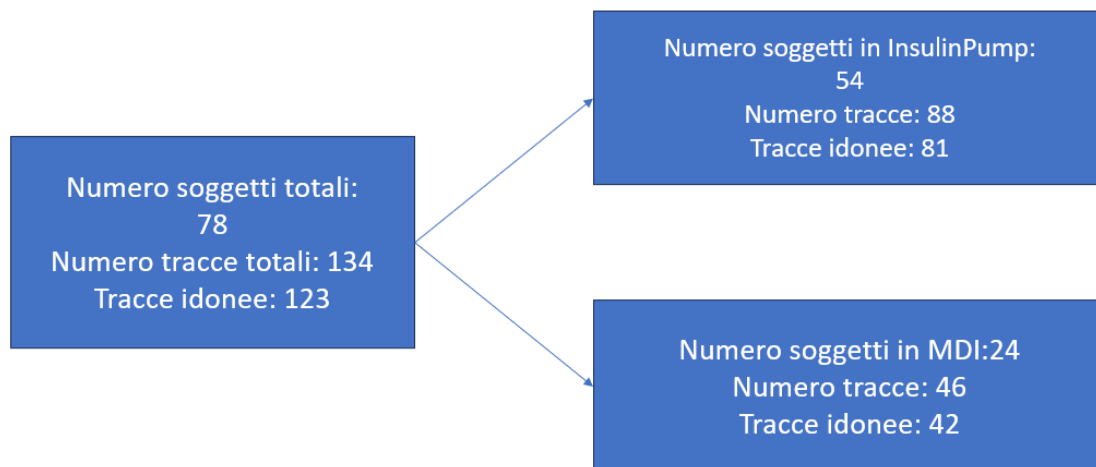 Numero soggetti totali:
78
Numero tracce totali: 134
Tracce idonee: 123
Numero soggetti in InsulinPump:
54
Numero tracce: 88
Tracce idonee: 81
Numero soggetti in MDI:24
Numero tracce: 46
Tracce idonee: 42